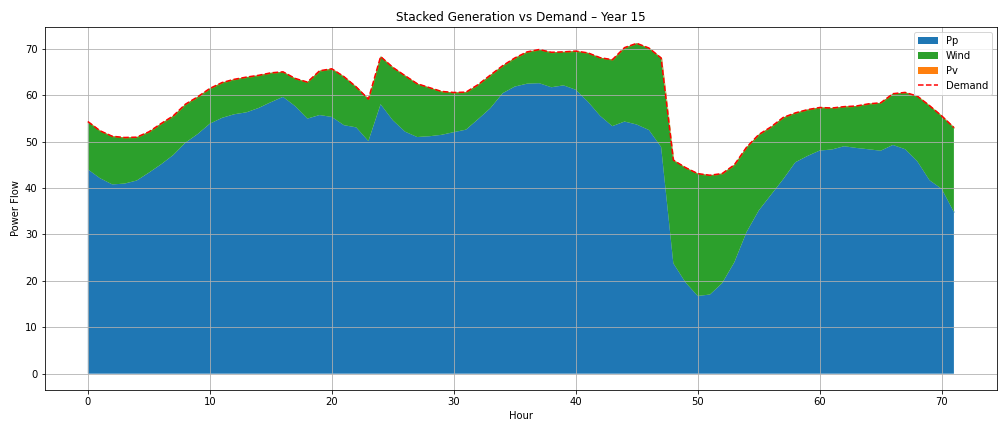 Stacked Generation vs Demand – Year 15
Power Flow
70
60
50
40
30
20
10
0
0 10 20 30 40 50 60 70
Hour
Pp
Wind
Pv
Demand